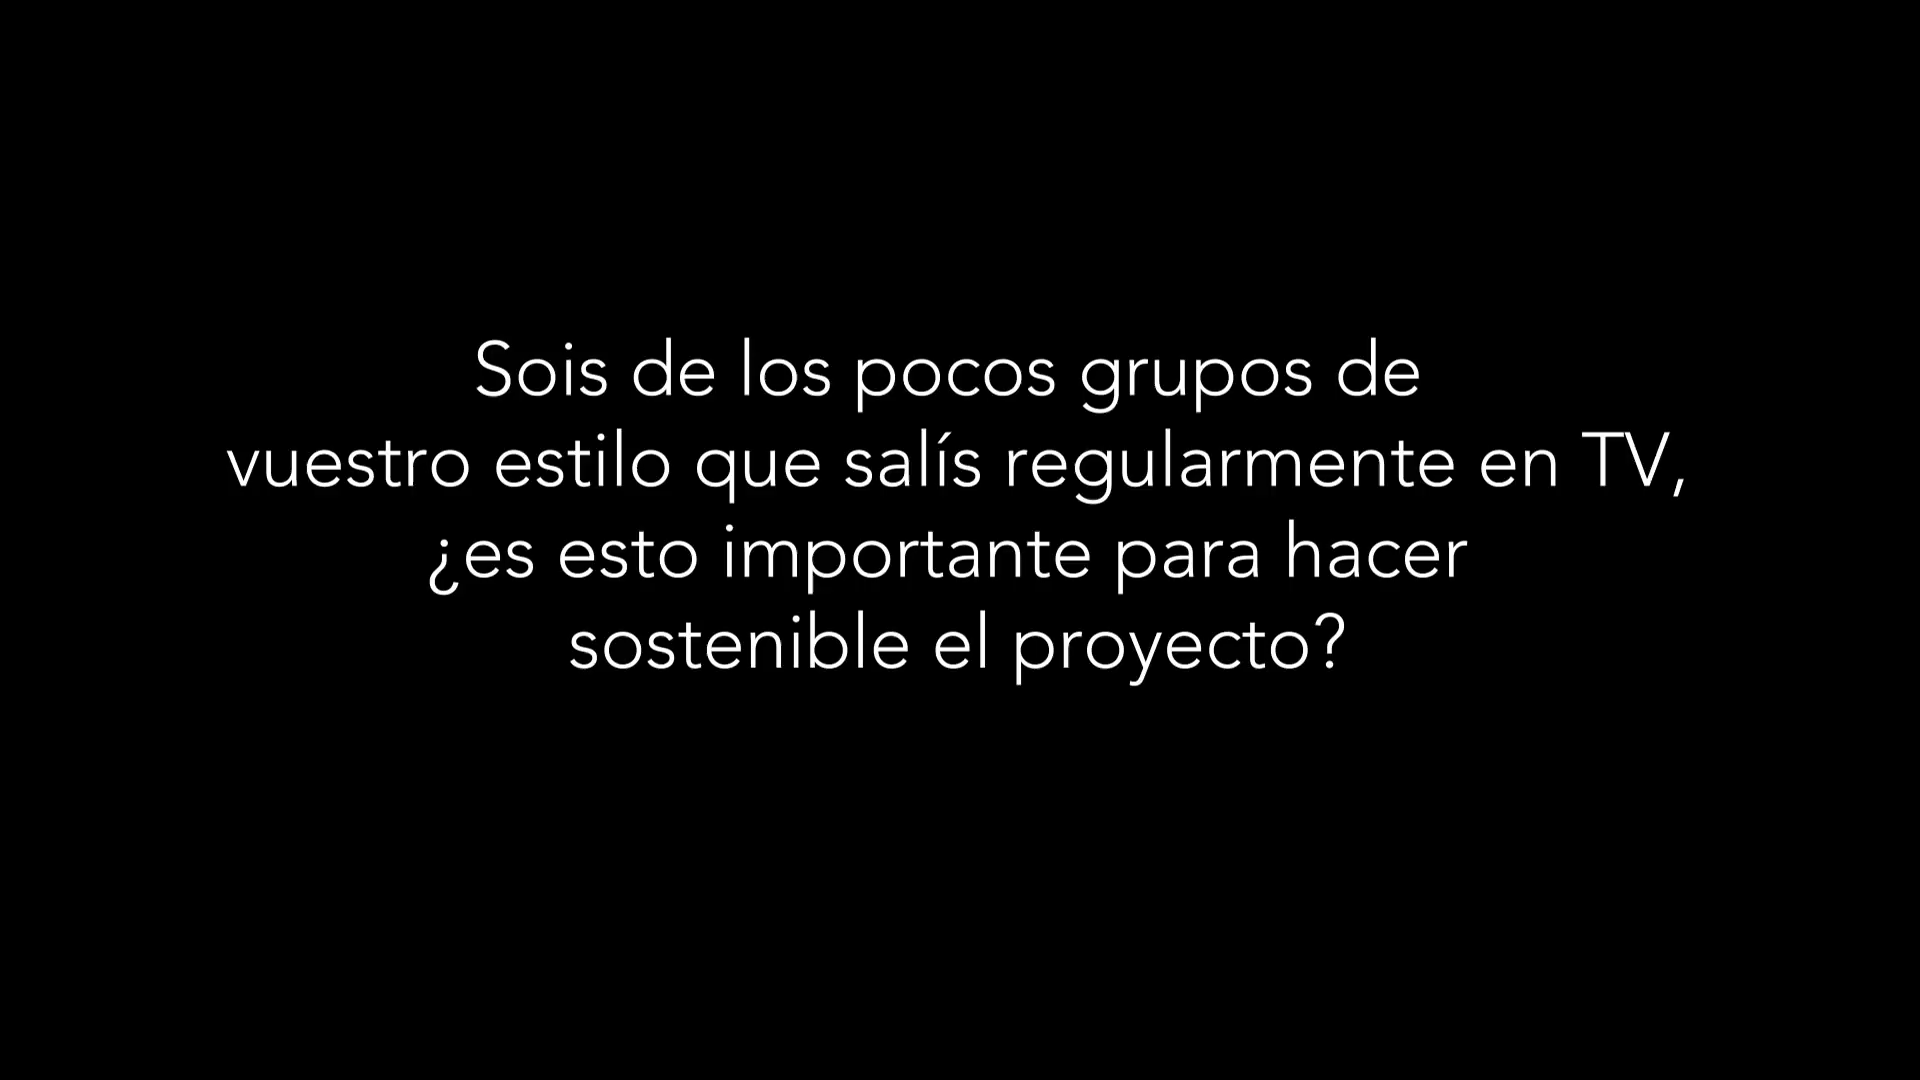 Sois de los pocos grupos de
vuestro estilo que salís regularmente en TV,
¿es esto importante para hacer
sostenible el proyecto?